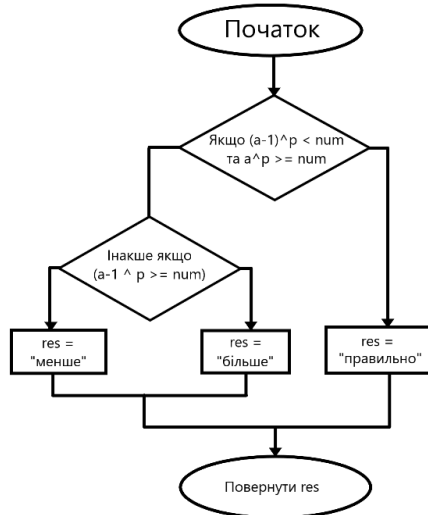 Початок
Якщо (a-1)^p < num
та a^p >= num
Інакше якщо
(a-1 ^ p >= num)
res =
"менше"
res =
"більше"
res =
"правильно"
Повернути res